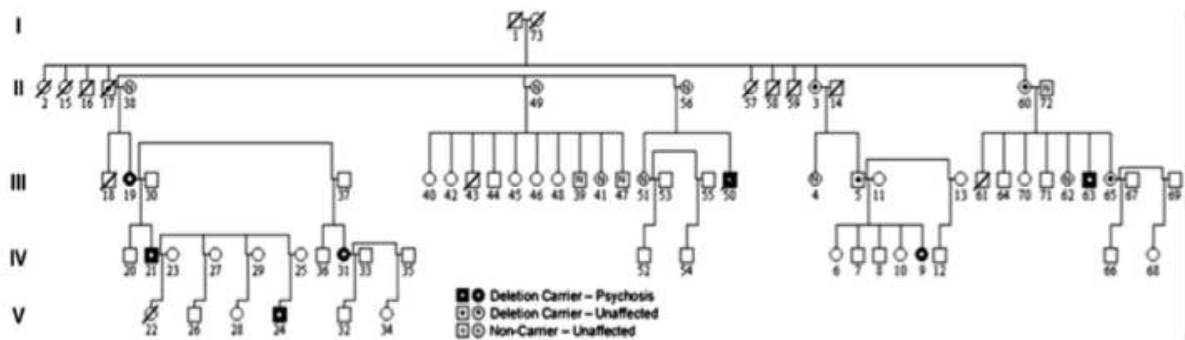 I
1 73
II
N N N N
2 15 16 17 38 49 56 57 58 59 3 14 60 72
III
N N N N N N
18 19 30 37 40 42 43 44 45 46 48 39 41 47 51 53 55 50 4 5 11 13 61 64 70 71 62 63 65 67 69
IV
20 21 23 27 29 25 36 31 33 35 52 54 6 7 8 10 9 12 66 68
V
22 26 28 24 32 34
Deletion Carrier – Psychosis
Deletion Carrier – Unaffected
Non-Carrier – Unaffected